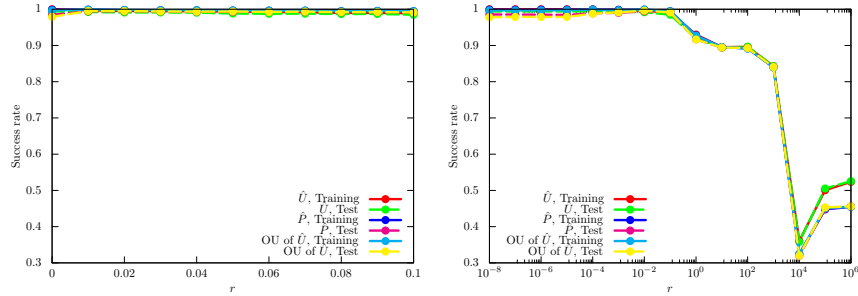 1
0.9
0.8
0.7
0.6
0.5
0.4
0.3
Success rate
Û, Training
Û, Test
P̂, Training
P̂, Test
OU of Û, Training
OU of Û, Test
0
0.02
0.04
0.06
0.08
0.1
r
1
0.9
0.8
0.7
0.6
0.5
0.4
0.3
Success rate
Û, Training
Û, Test
P̂, Training
P̂, Test
OU of Û, Training
OU of Û, Test
10⁻⁸
10⁻⁶
10⁻⁴
10⁻²
10⁰
10²
10⁴
10⁶
r